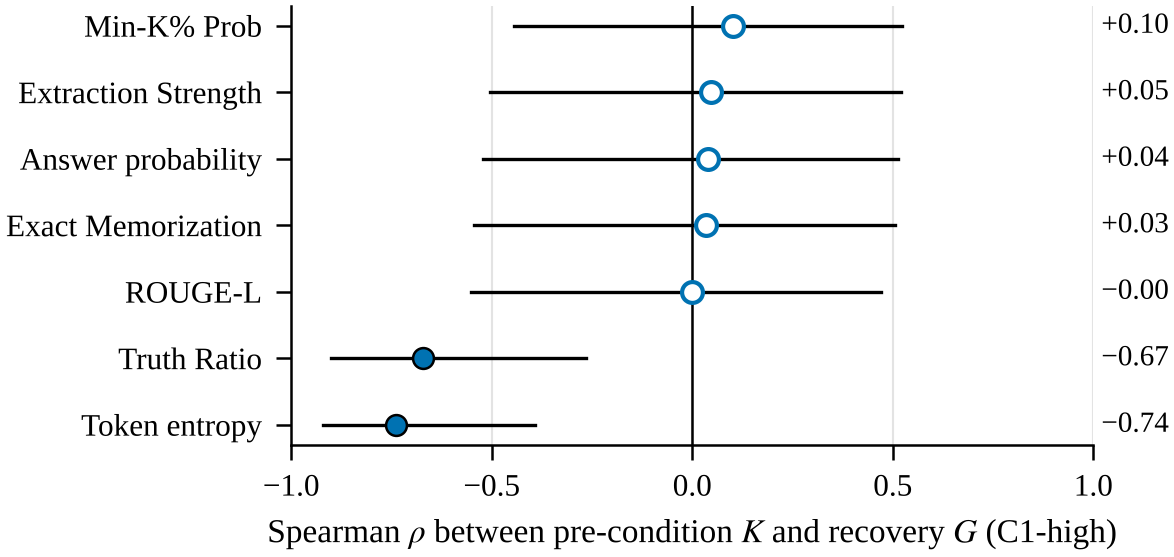 Min-K% Prob +0.10
Extraction Strength +0.05
Answer probability +0.04
Exact Memorization +0.03
ROUGE-L −0.00
Truth Ratio −0.67
Token entropy −0.74
−1.0 −0.5 0.0 0.5 1.0
Spearman ρ between pre-condition K and recovery G (C1-high)